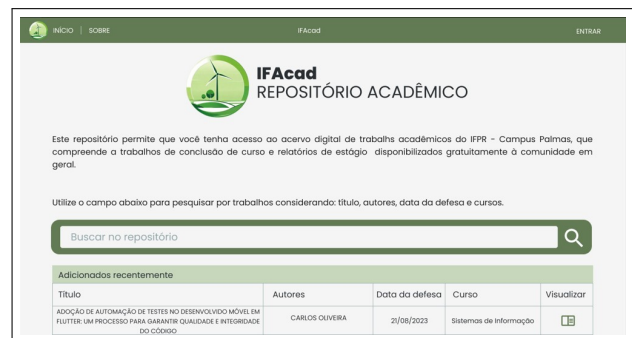 INÍCIO | SOBRE IFAcad ENTRAR
IFAcad
REPOSITÓRIO ACADÊMICO
Este repositório permite que você tenha acesso ao acervo digital de trabalhs acadêmicos do IFPR - Campus Palmas, que
compreende a trabalhos de conclusão de curso e relatórios de estágio disponibilizados gratuitamente à comunidade em
geral.
Utilize o campo abaixo para pesquisar por trabalhos considerando: título, autores, data da defesa e cursos.
Buscar no repositório
Adicionados recentemente
Título Autores Data da defesa Curso Visualizar
ADOÇÃO DE AUTOMAÇÃO DE TESTES NO DESENVOLVIDO MÓVEL EM
FLUTTER: UM PROCESSO PARA GARANTIR QUALIDADE E INTEGRIDADE
DO CÓDIGO
CARLOS OLIVEIRA 21/08/2023 Sistemas de Informação